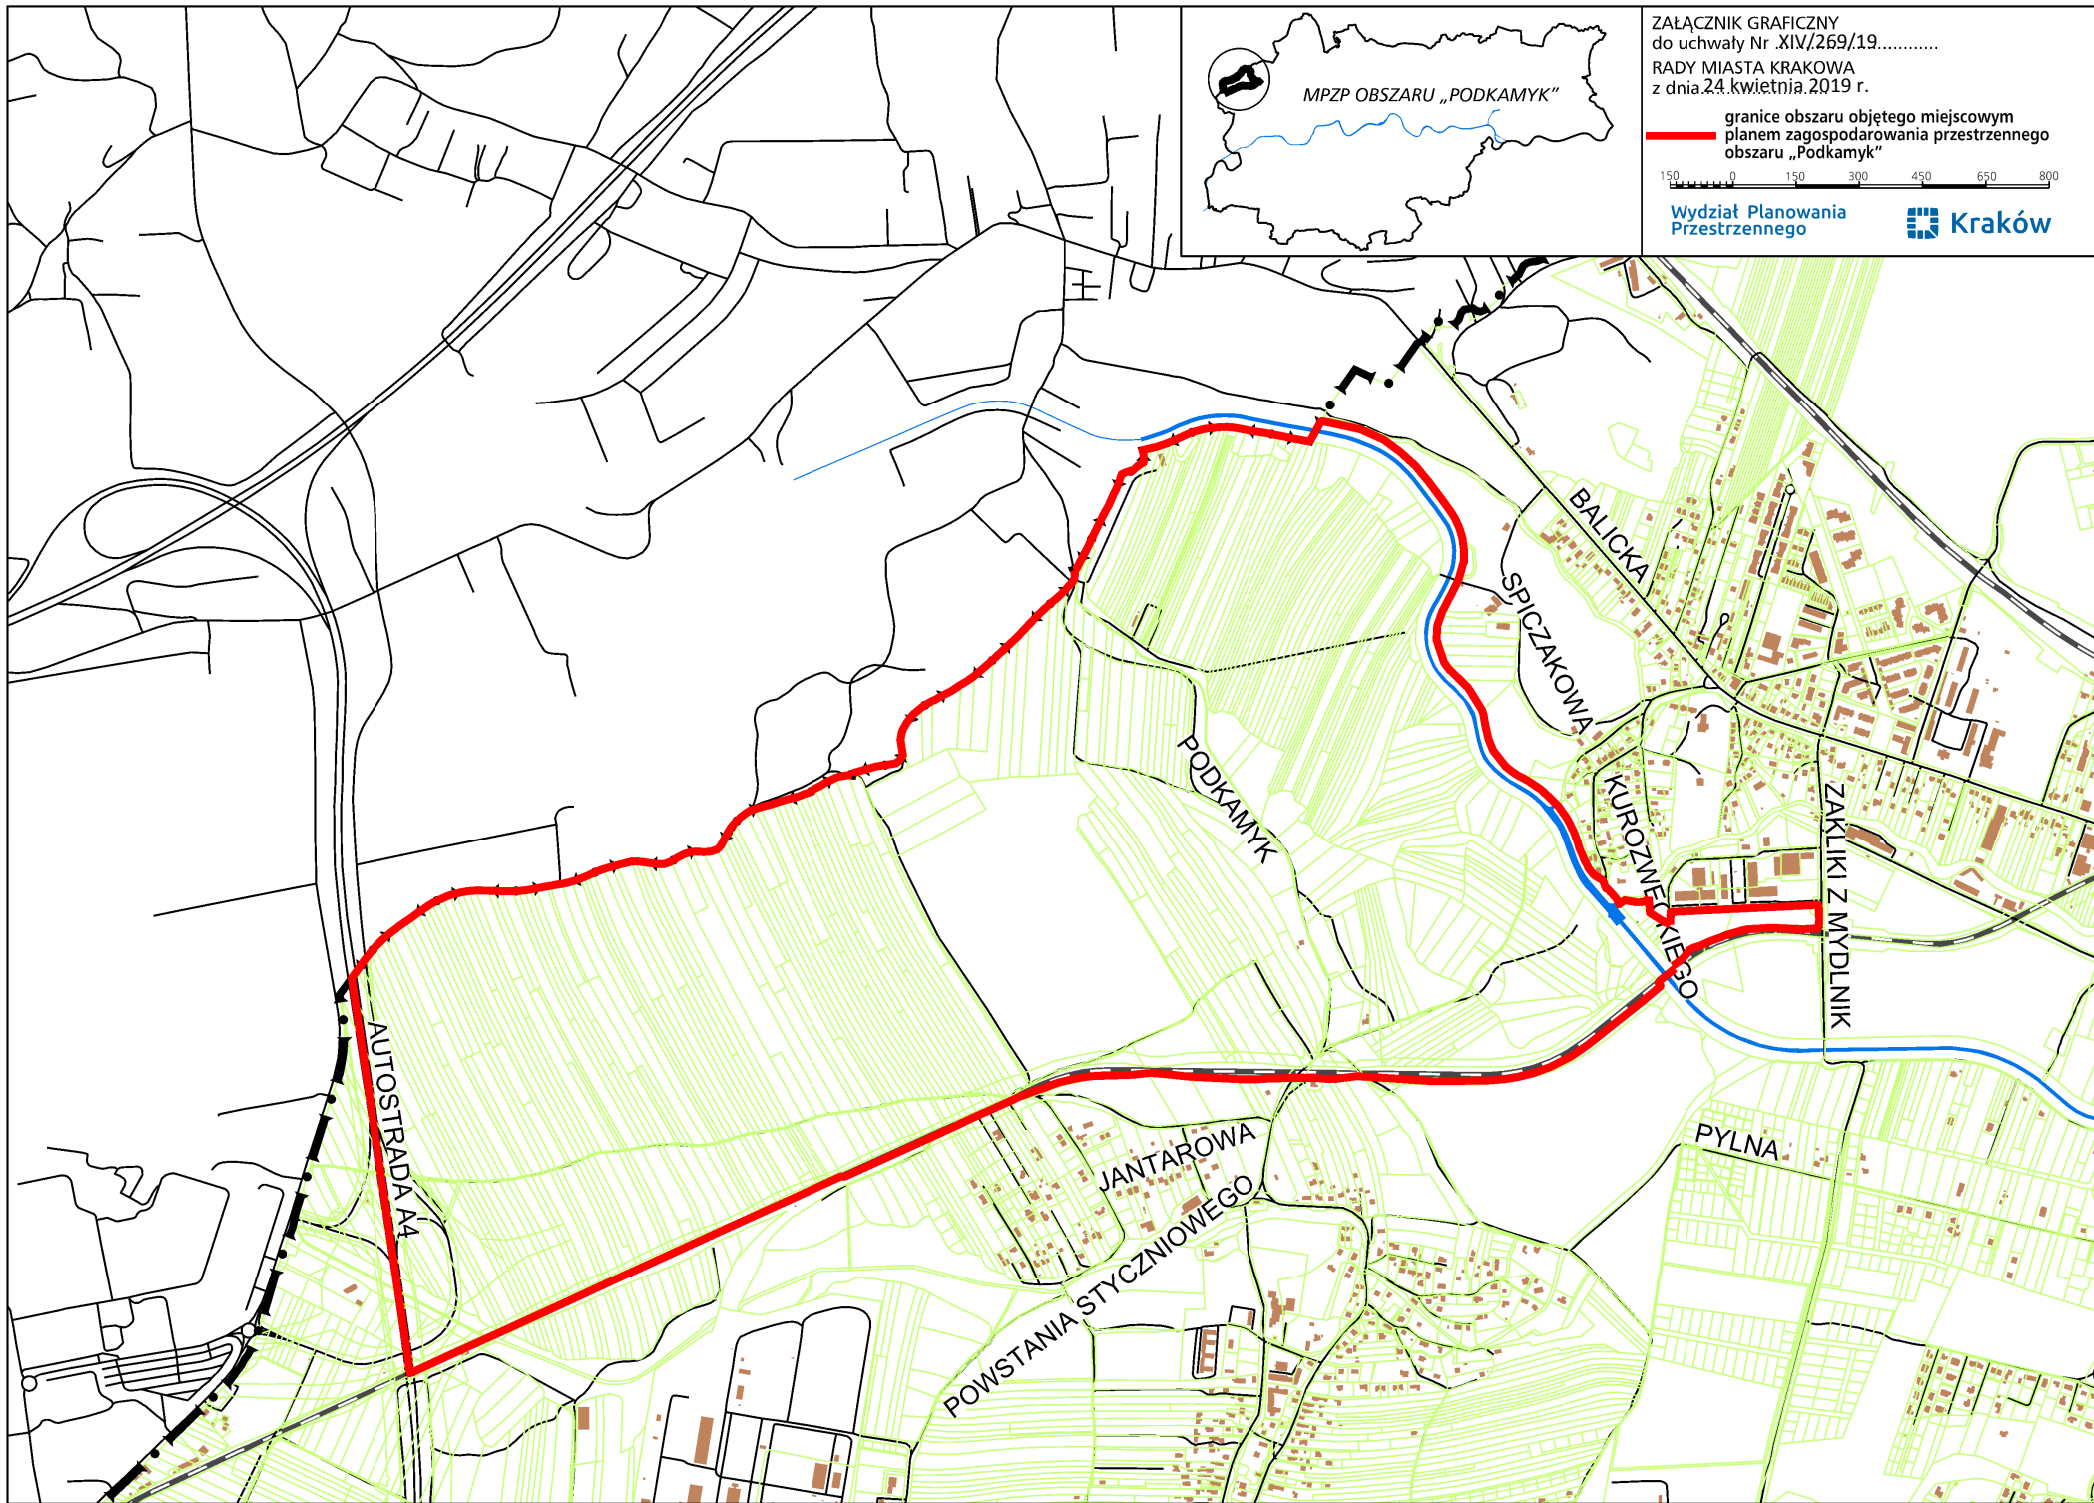 ZAŁĄCZNIK GRAFICZNY
do uchwały Nr .XIV/269/19............
RADY MIASTA KRAKOWA
z dnia 24 kwietnia 2019 r.
MPZP OBSZARU „PODKAMYK”
granice obszaru objętego miejscowym
planem zagospodarowania przestrzennego
obszaru „Podkamyk”
150 0 150 300 450 650 800
Wydział Planowania
Przestrzennego
Kraków
BALICKA
SPICZAKOWA
PODKAMYK
KUROZWĘCKIEGO
ZAKLIKI Z MYDLNIK
AUTOSTRADA A4
JANTAROWA
PYLNA
POWSTANIA STYCZNIOWEGO